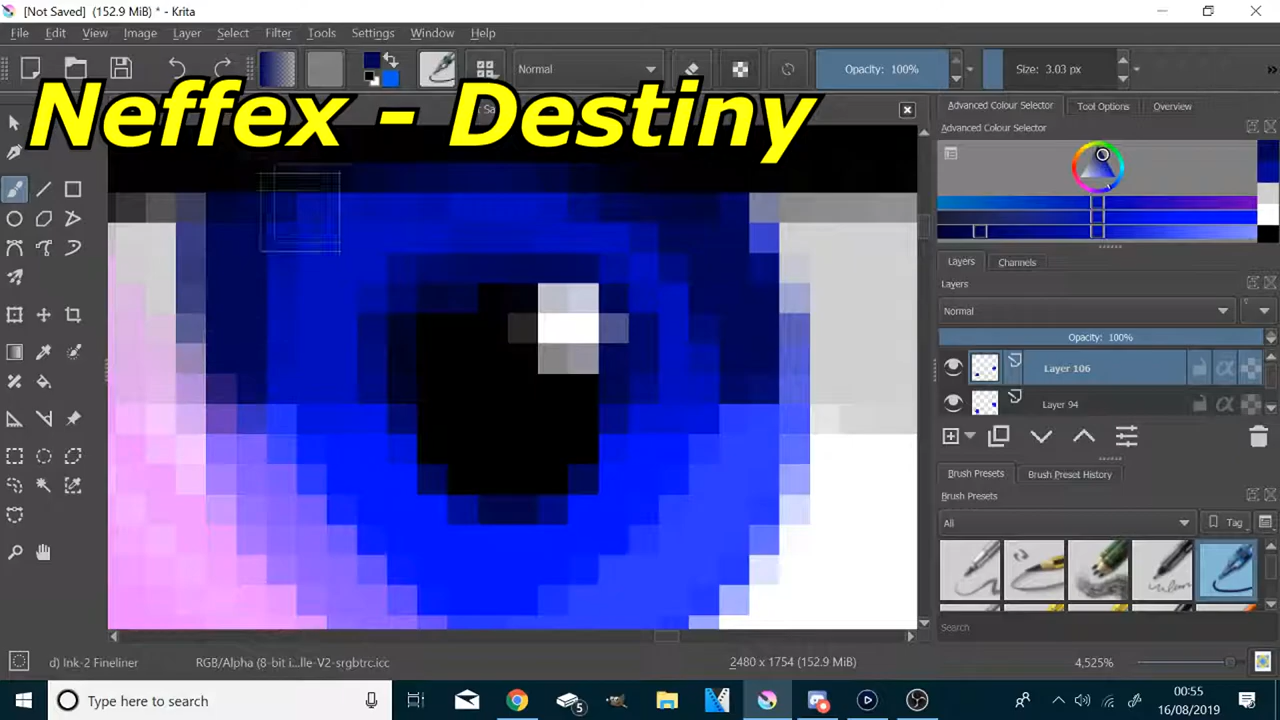 [Not Saved] (152.9 MiB) * - Krita
File Edit View Image Layer Select Filter Tools Settings Window Help
Normal
Opacity: 100%
Size: 3.03 px
Neffex - Destiny
Advanced Colour Selector Tool Options Overview
Advanced Colour Selector
Layers Channels
Layers
Normal
Opacity: 100%
Layer 106
Layer 94
Brush Presets Brush Preset History
Brush Presets
All
Tag
Search
d) Ink-2 Fineliner
RGB/Alpha (8-bit i...lle-V2-srgbtrc.icc
2480 x 1754 (152.9 MiB)
4,525%
Type here to search
5
00:55
16/08/2019